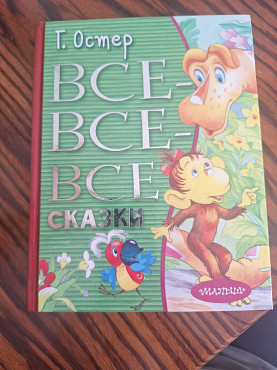 Г. Остер
ВСЕ-
ВСЕ-
ВСЕ
СКАЗКИ
•МАЛЫШ•